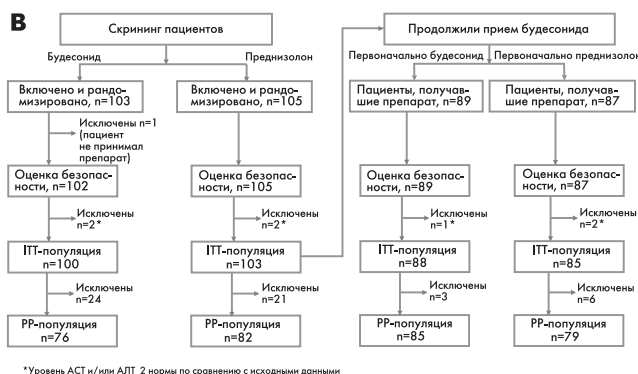 В
Скрининг пациентов
Продолжили прием будесонида
Будесонид
Преднизолон
Первоначально будесонид
Первоначально преднизолон
Включено и рандо-
мизировано, n=103
Включено и рандо-
мизировано, n=105
Пациенты, получав-
шие препарат, n=89
Пациенты, получав-
шие препарат, n=87
Исключены n=1
(пациент
не принимал
препарат)
Оценка безопас-
ности, n=102
Оценка безопас-
ности, n=105
Оценка безопас-
ности, n=89
Оценка безопас-
ности, n=87
Исключены
n=2*
Исключены
n=2*
Исключены
n=1*
Исключены
n=2*
ITT-популяция
n=100
ITT-популяция
n=103
ITT-популяция
n=88
ITT-популяция
n=85
Исключены
n=24
Исключены
n=21
Исключены
n=3
Исключены
n=6
PP-популяция
n=76
PP-популяция
n=82
PP-популяция
n=85
PP-популяция
n=79
*Уровень АСТ и/или АЛТ 2 нормы по сравнению с исходными данными